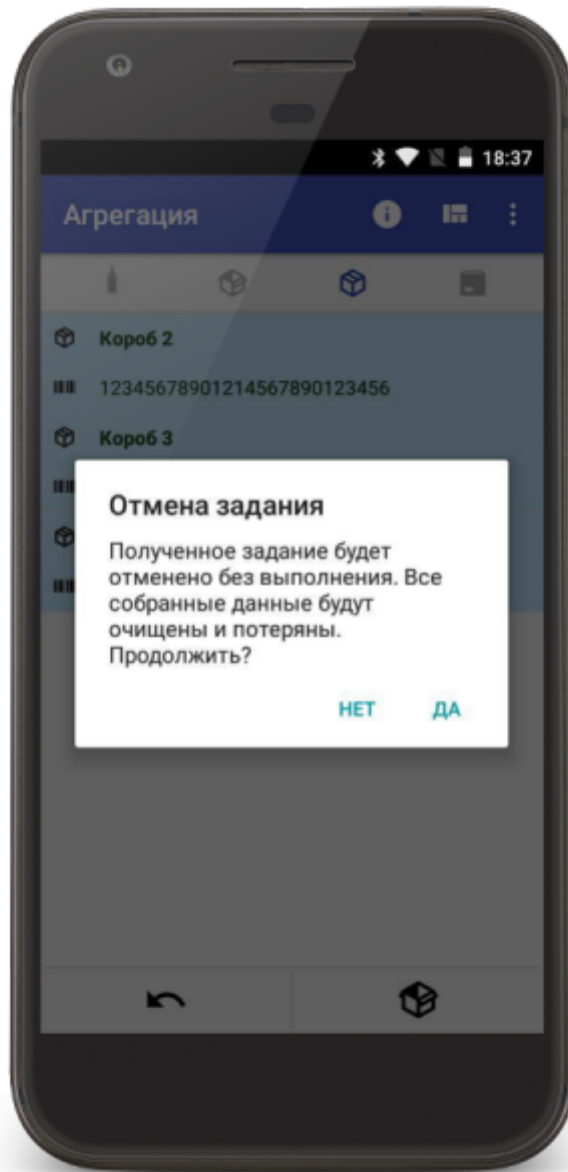 18:37
Агрегация
Короб 2
12345678901214567890123456
Короб 3
Отмена задания
Полученное задание будет
отменено без выполнения. Все
собранные данные будут
очищены и потеряны.
Продолжить?
НЕТ ДА